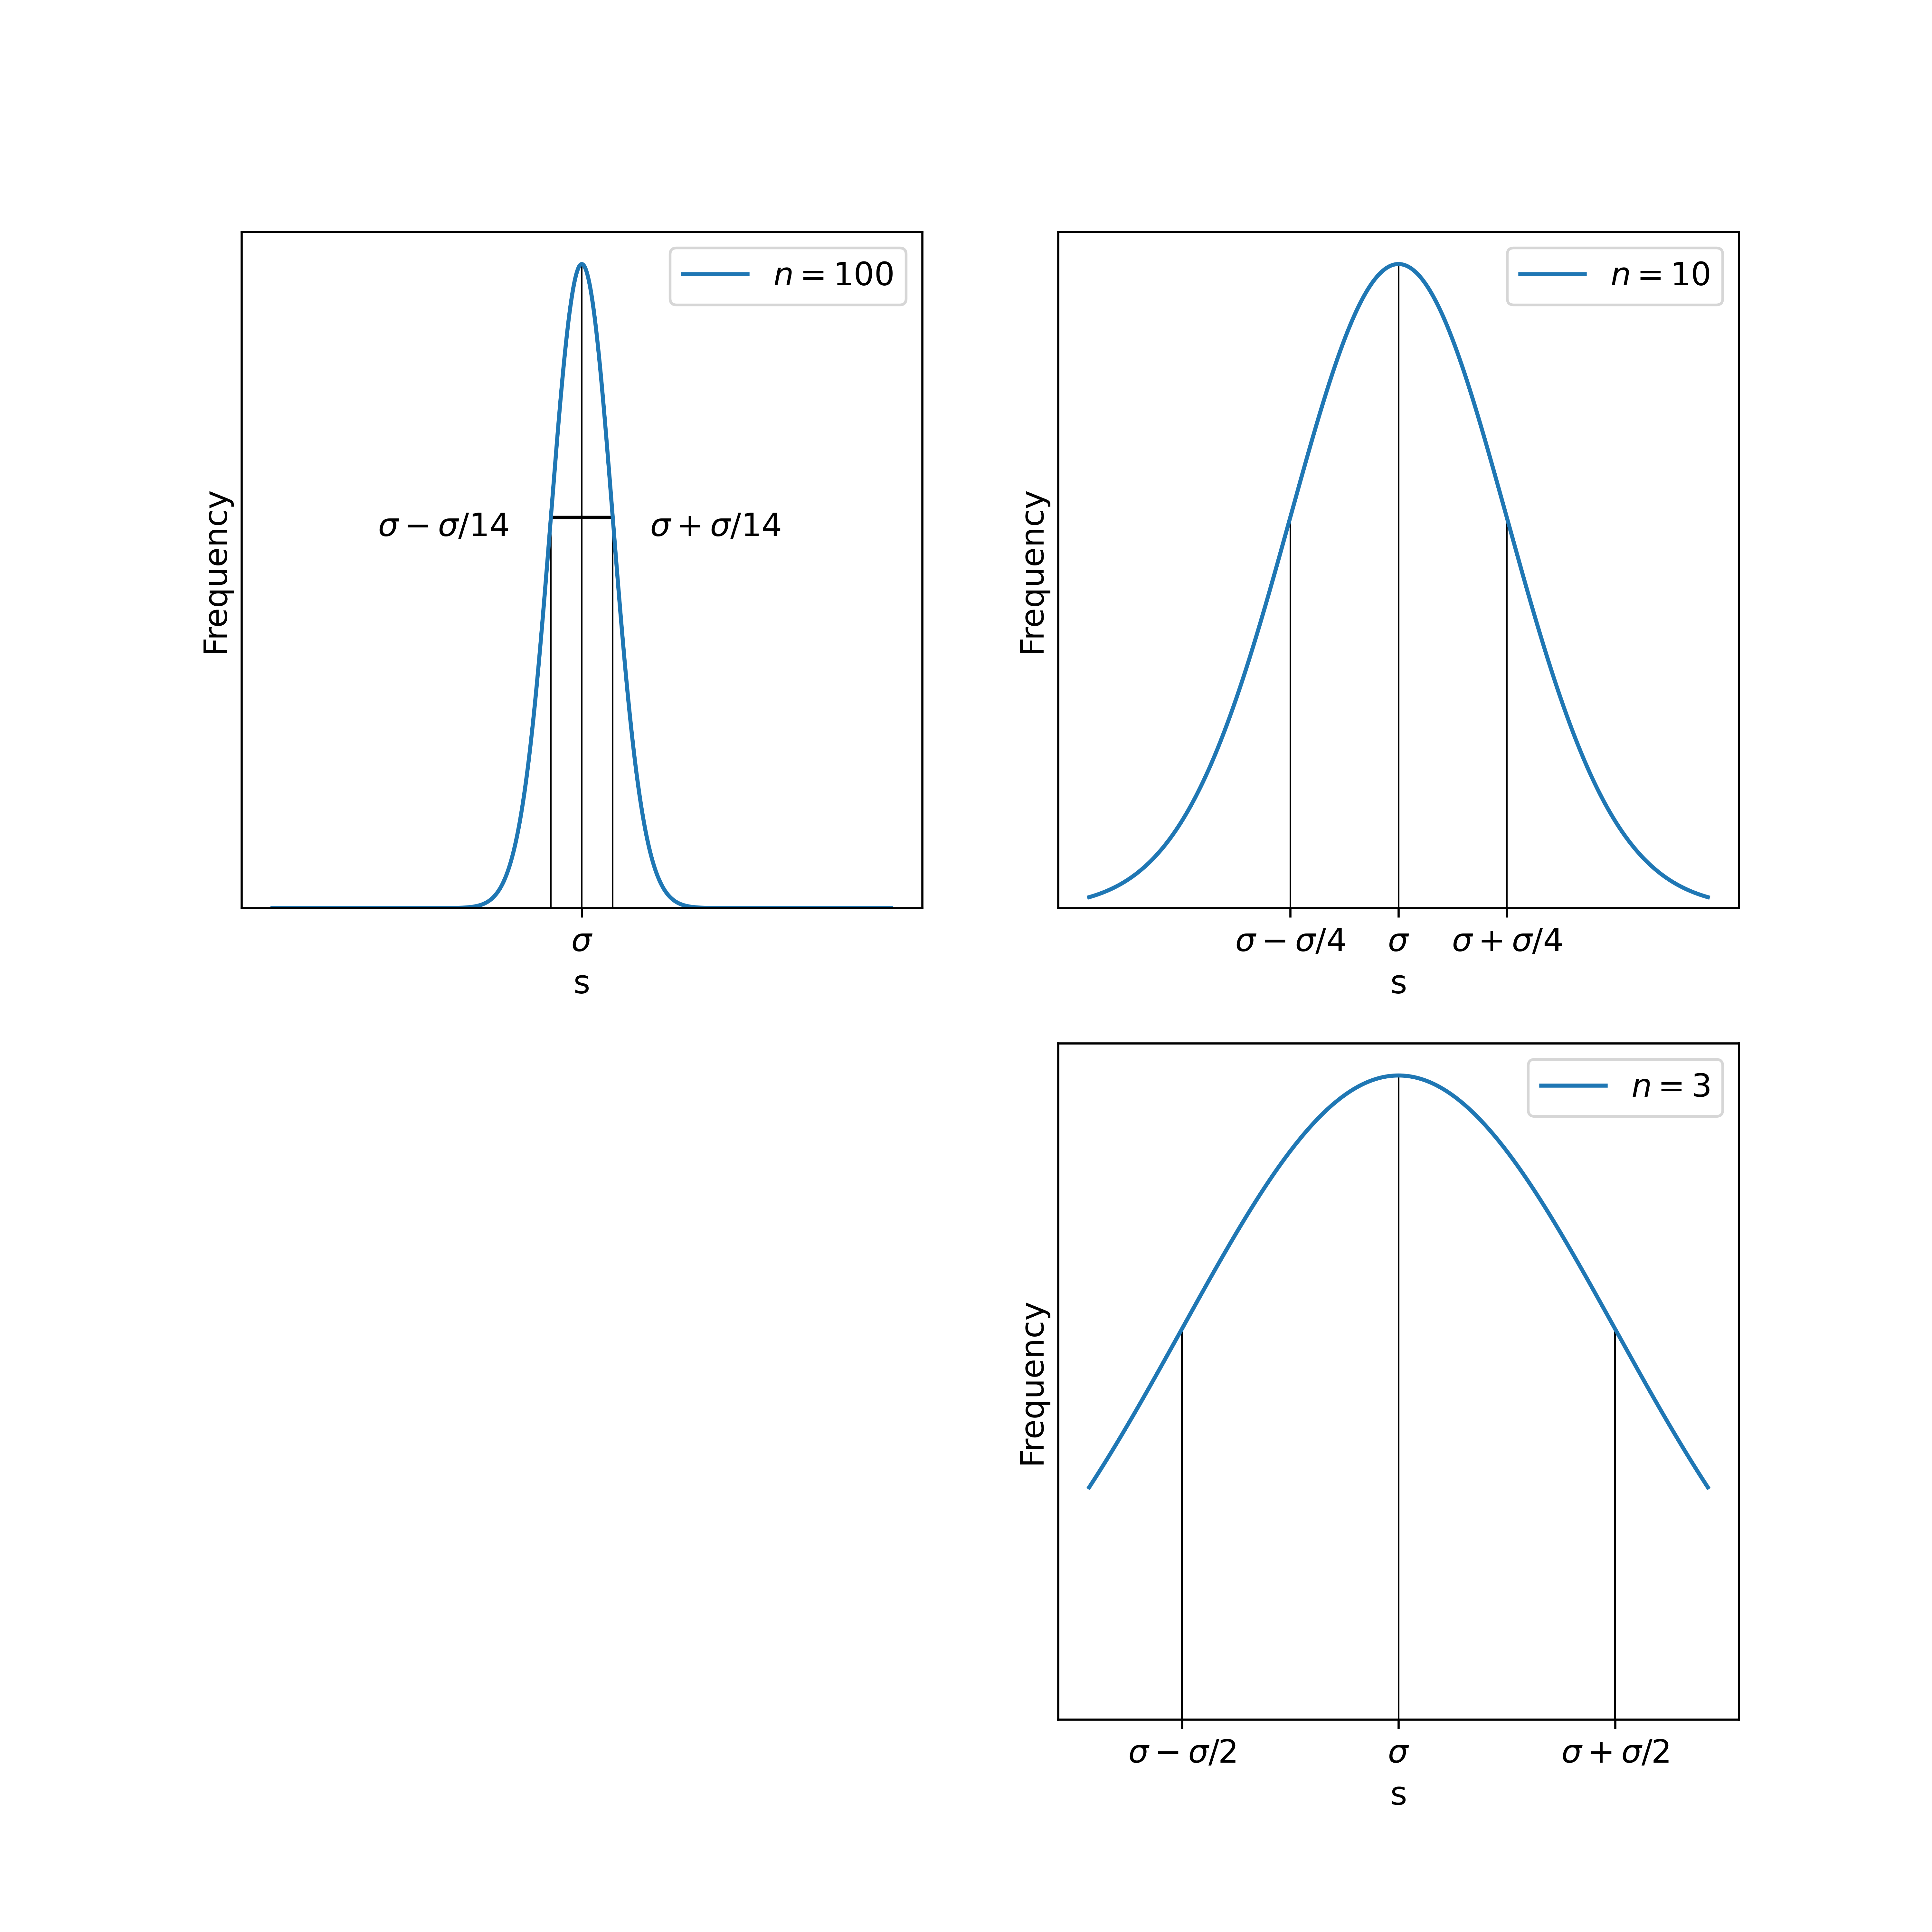 n = 100
σ − σ/14
σ + σ/14
Frequency
σ
s
n = 10
Frequency
σ − σ/4
σ
σ + σ/4
s
n = 3
Frequency
σ − σ/2
σ
σ + σ/2
s